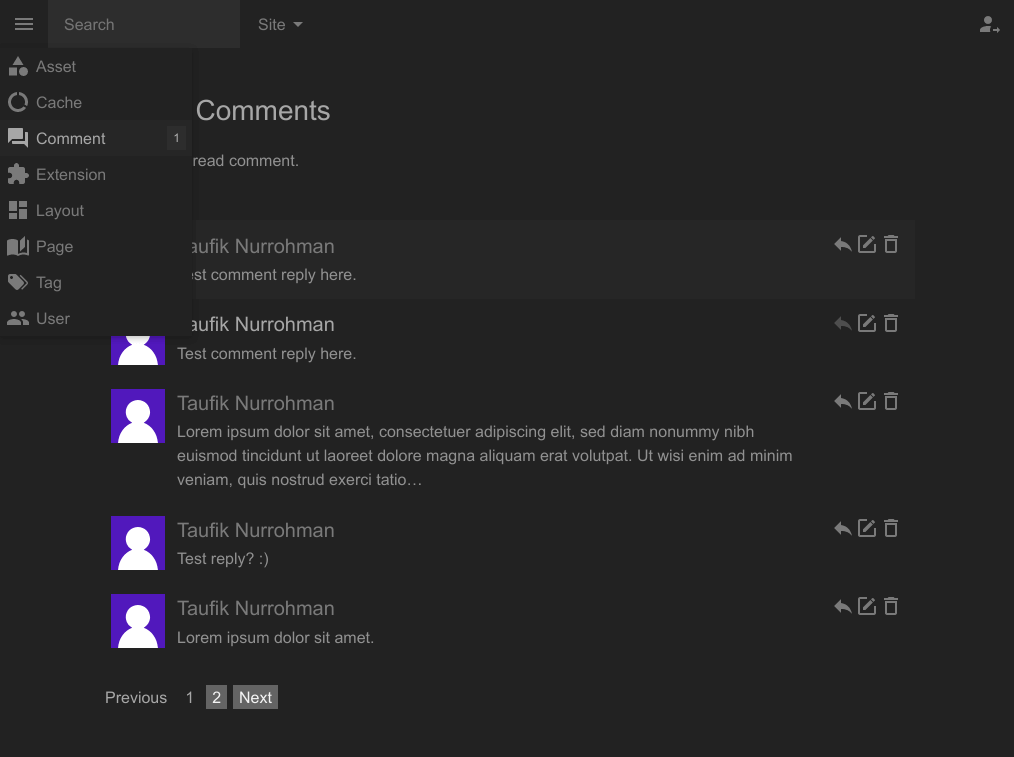 Search
Site
Asset
Cache
Comment 1
Extension
Layout
Page
Tag
User
Comments
read comment.
aufik Nurrohman
est comment reply here.
aufik Nurrohman
Test comment reply here.
Taufik Nurrohman
Lorem ipsum dolor sit amet, consectetuer adipiscing elit, sed diam nonummy nibh
euismod tincidunt ut laoreet dolore magna aliquam erat volutpat. Ut wisi enim ad minim
veniam, quis nostrud exerci tatio…
Taufik Nurrohman
Test reply? :)
Taufik Nurrohman
Lorem ipsum dolor sit amet.
Previous 1 2 Next